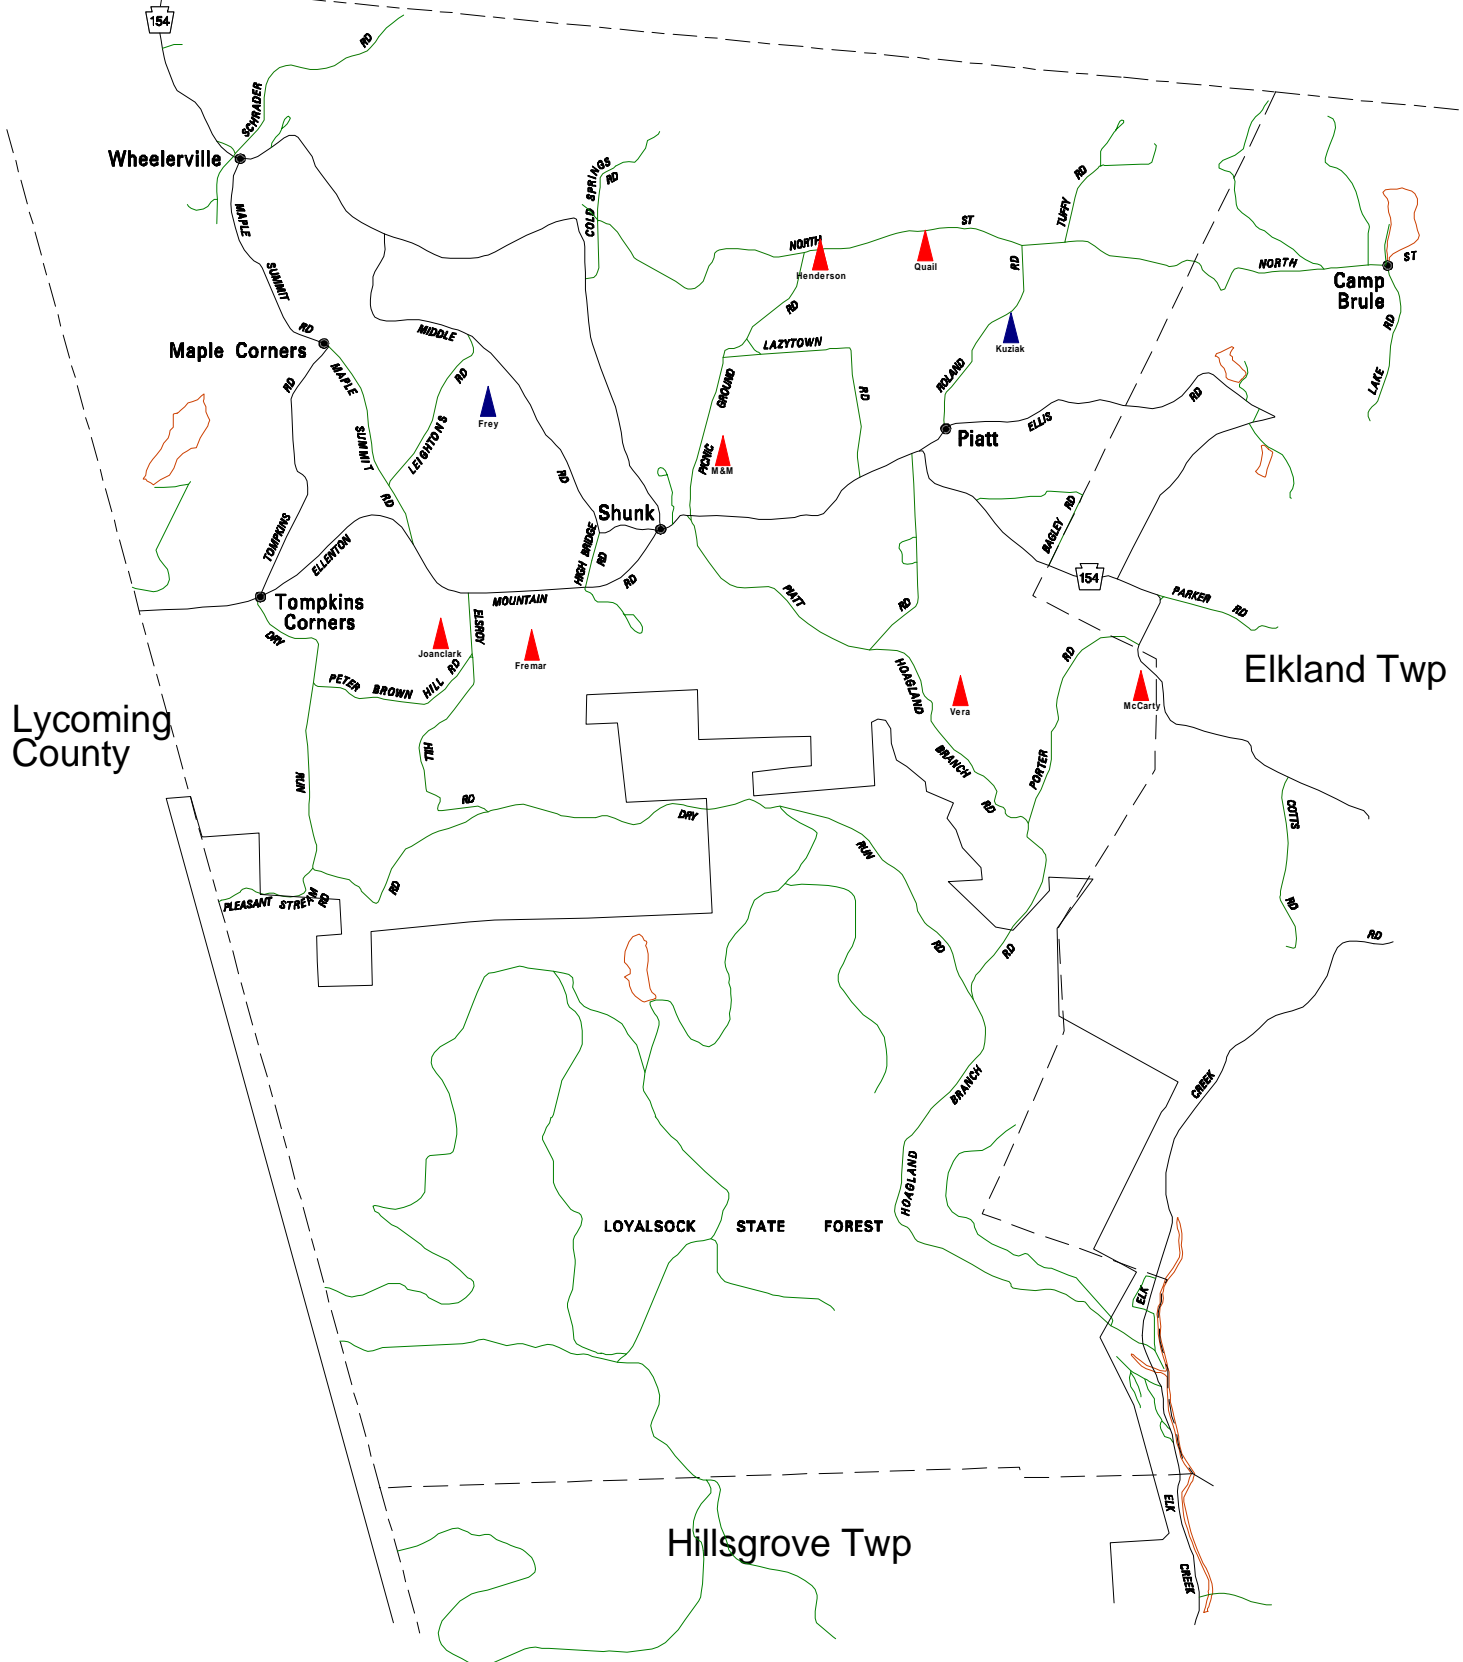 154
RD
SCHRADER
Wheelerville
COLD SPRINGS
RD
MAPLE
SUMMIT
RD
TUFFY
RD
NORTH
ST
Henderson
Quail
RD
NORTH
ST
Camp
Brule
RD
LAKE
Maple Corners
RD
MAPLE
SUMMIT
RD
MIDDLE
RD
LEIGHTONS
Frey
RD
LAZYTOWN
RD
GROUND
PICNIC
M&M
Kuziak
ROLAND
Piatt
ELLIS
RD
RD
Shunk
HIGH BRIDGE
RD
RD
TOMPKINS
ELLENTON
BAGLEY
RD
154
PARKER
RD
Tompkins
Corners
DRY
MOUNTAIN
ELSROY
PIATT
RD
Joanclark
Fremar
PETER BROWN HILL RD
HOAGLAND
BRANCH
RD
Vera
RD
PORTER
McCarty
Elkland Twp
Lycoming
County
RUN
HILL
RD
DRY
RUN
RD
COTTS
RD
RD
PLEASANT STREAM
RD
RD
RD
CREEK
BRANCH
HOAGLAND
LOYALSOCK STATE FOREST
ELK
ELK
CREEK
Hillsgrove Twp